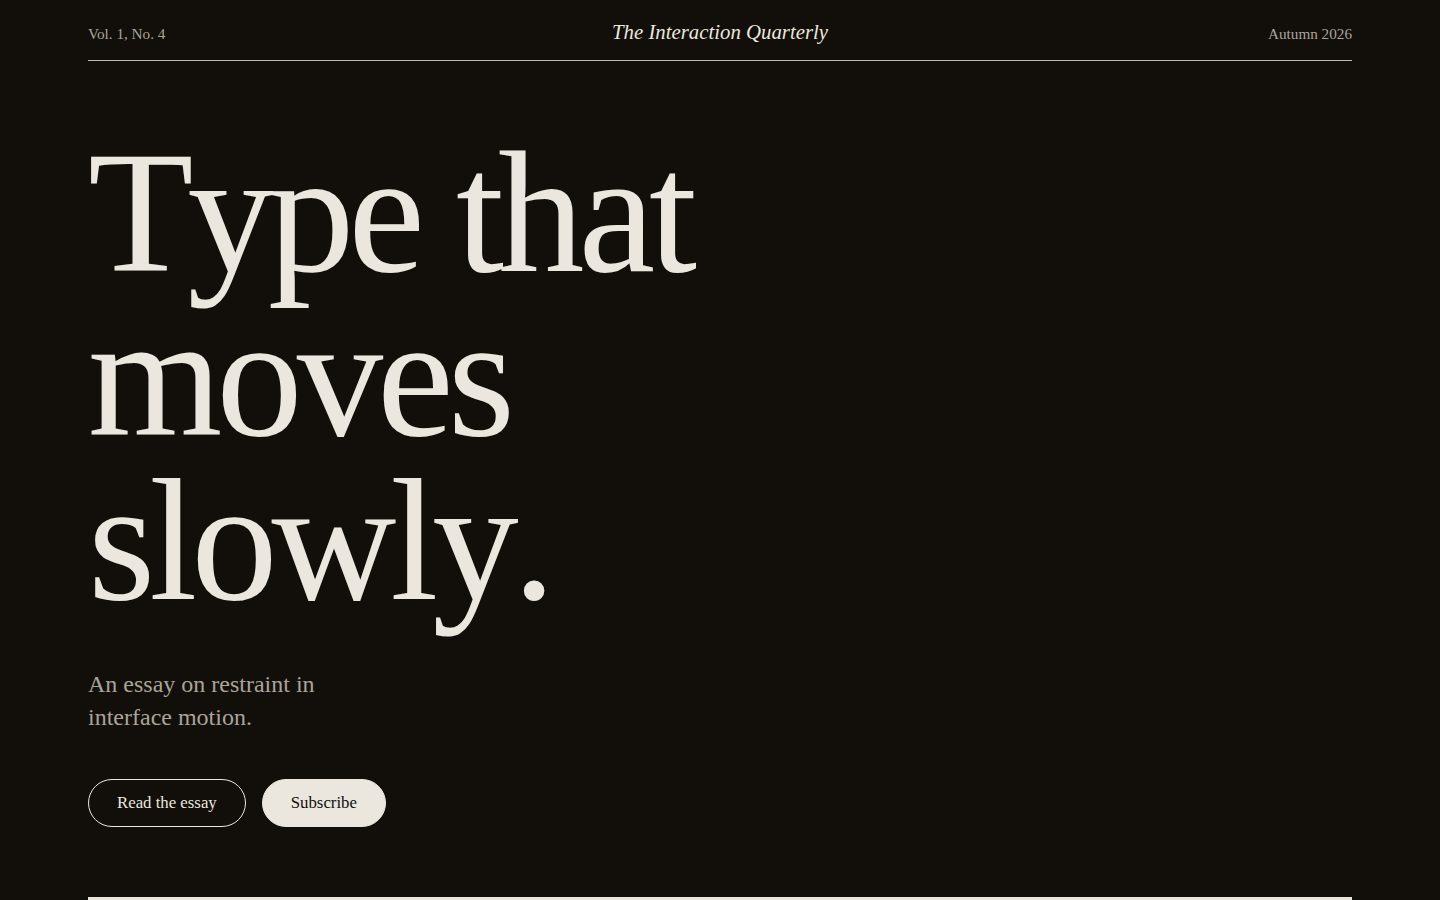 Vol. 1, No. 4
The Interaction Quarterly
Autumn 2026
Type that
moves
slowly.
An essay on restraint in
interface motion.
Read the essay
Subscribe